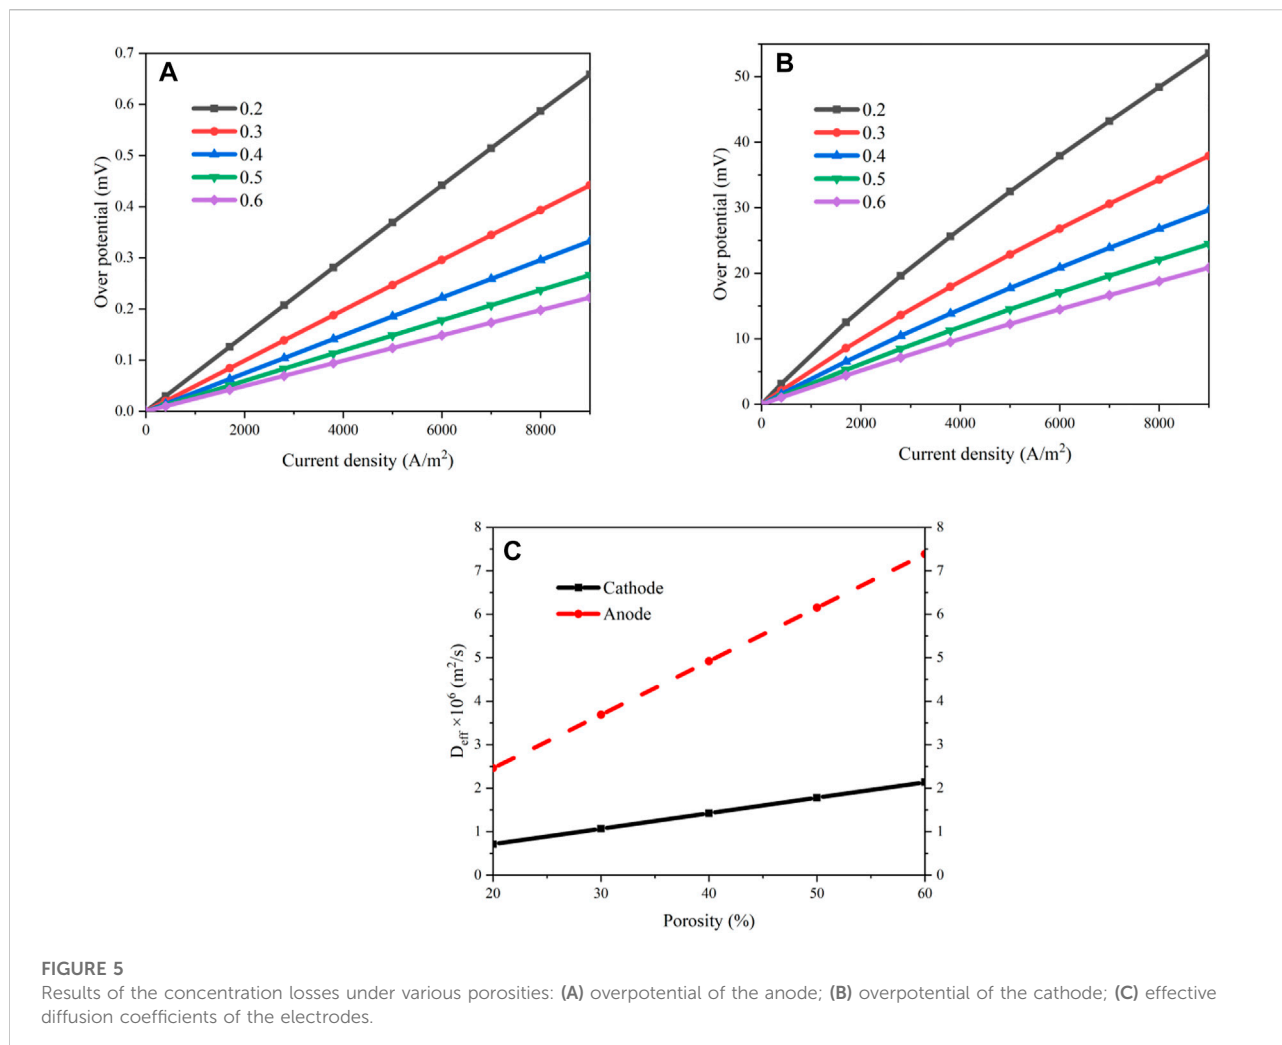 A
0.7
0.6
0.5
0.4
0.3
0.2
0.1
0.0
0.2
0.3
0.4
0.5
0.6
Over potential (mV)
0 2000 4000 6000 8000
Current density (A/m²)
B
50
40
30
20
10
0
0.2
0.3
0.4
0.5
0.6
Over potential (mV)
0 2000 4000 6000 8000
Current density (A/m²)
C
8 8
7 7
6 6
5 5
4 4
3 3
2 2
1 1
0 0
Cathode
Anode
D_eff ×10⁶ (m²/s)
20 30 40 50 60
Porosity (%)
FIGURE 5
Results of the concentration losses under various porosities: (A) overpotential of the anode; (B) overpotential of the cathode; (C) effective
diffusion coefficients of the electrodes.